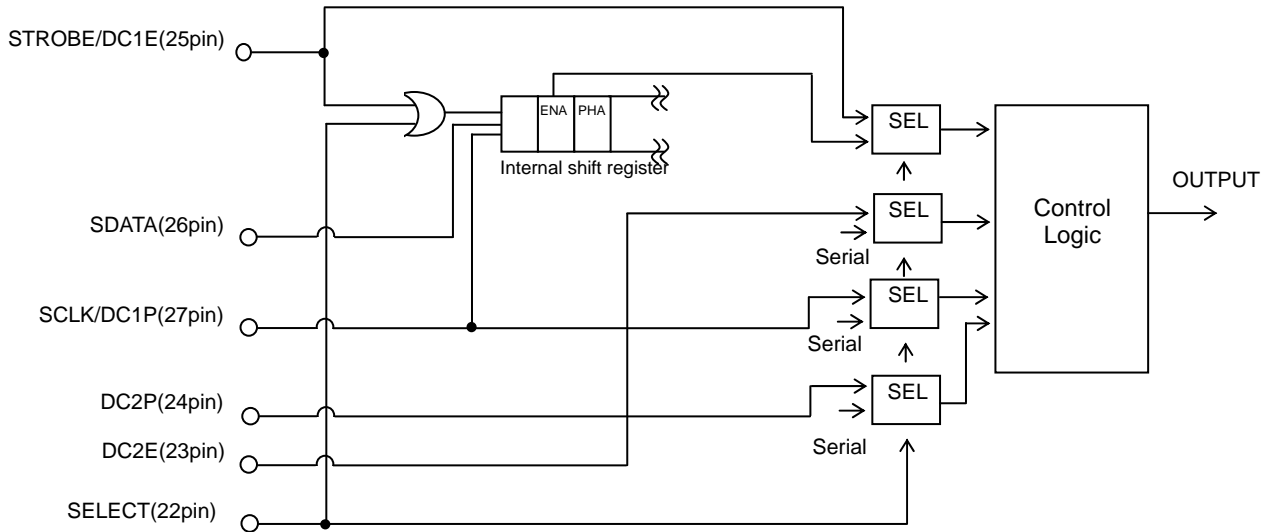 STROBE/DC1E(25pin)
ENA
PHA
SEL
Internal shift register
OUTPUT
SDATA(26pin)
SEL
Control
Logic
Serial
SCLK/DC1P(27pin)
SEL
Serial
DC2P(24pin)
SEL
Serial
DC2E(23pin)
SELECT(22pin)